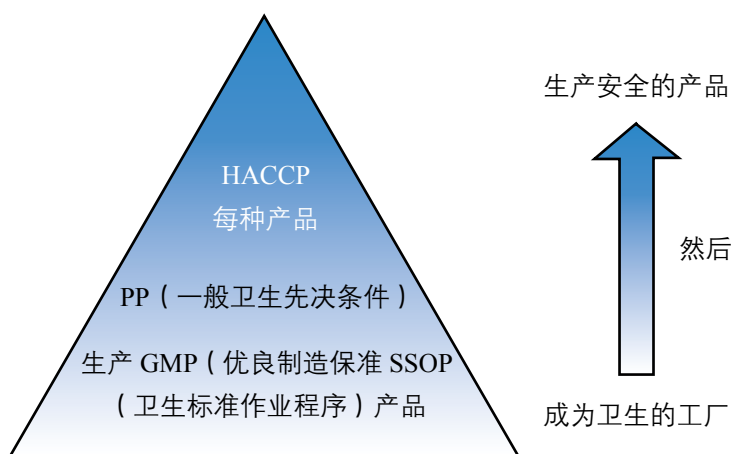 HACCP
每种产品
PP（一般卫生先决条件）
生产 GMP（优良制造保准 SSOP
（卫生标准作业程序）产品
生产安全的产品
然后
成为卫生的工厂